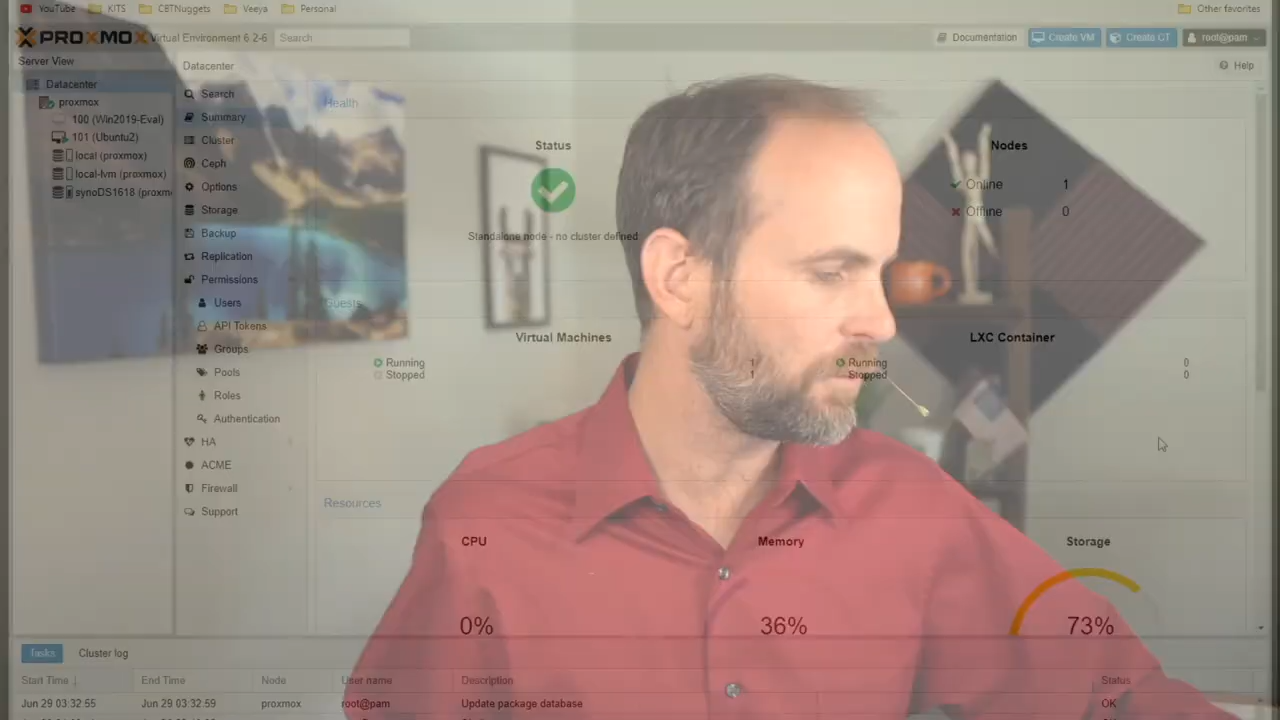 YouTube KITS CBTNuggets Veeva Personal Other favorites
PROXMOX Virtual Environment 6.2-6 Search Documentation Create VM Create CT root@pam
Server View
Datacenter
proxmox
100 (Win2019-Eval)
101 (Ubuntu2)
local (proxmox)
local-lvm (proxmox)
synoDS1618 (proxm
Datacenter Help
Search
Summary
Cluster
Ceph
Options
Storage
Backup
Replication
Permissions
Users
API Tokens
Groups
Pools
Roles
Authentication
HA
ACME
Firewall
Support
Health
Status
Standalone node - no cluster defined
Nodes
Online 1
Offline 0
Guests
Virtual Machines
Running 1
Stopped 1
LXC Container
Running 0
Stopped 0
Resources
CPU
0%
Memory
36%
Storage
73%
Tasks Cluster log
Start Time End Time Node User name Description Status
Jun 29 03:32:55 Jun 29 03:32:59 proxmox root@pam Update package database OK